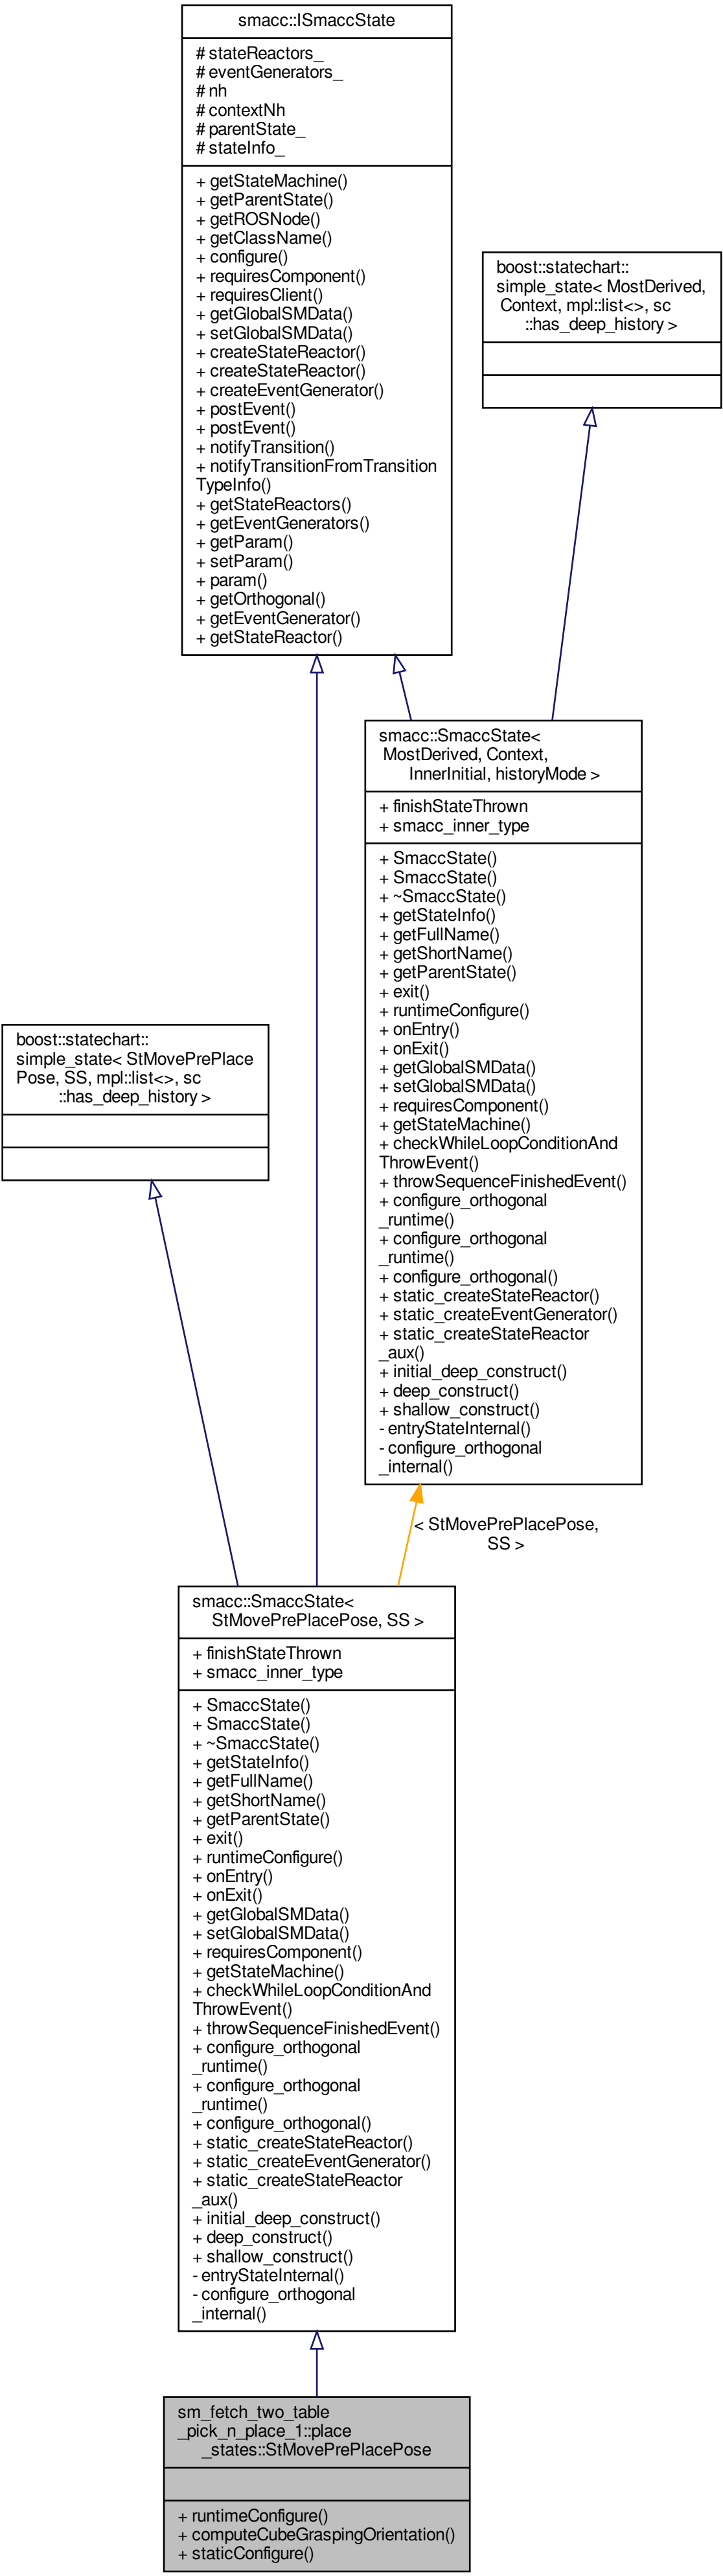 smacc::ISmaccState
# stateReactors_
# eventGenerators_
# nh
# contextNh
# parentState_
# stateInfo_
+ getStateMachine()
+ getParentState()
+ getROSNode()
+ getClassName()
+ configure()
+ requiresComponent()
+ requiresClient()
+ getGlobalSMData()
+ setGlobalSMData()
+ createStateReactor()
+ createStateReactor()
+ createEventGenerator()
+ postEvent()
+ postEvent()
+ notifyTransition()
+ notifyTransitionFromTransition
TypeInfo()
+ getStateReactors()
+ getEventGenerators()
+ getParam()
+ setParam()
+ param()
+ getOrthogonal()
+ getEventGenerator()
+ getStateReactor()
boost::statechart::
simple_state< MostDerived,
Context, mpl::list<>, sc
::has_deep_history >
smacc::SmaccState<
MostDerived, Context,
InnerInitial, historyMode >
+ finishStateThrown
+ smacc_inner_type
+ SmaccState()
+ SmaccState()
+ ~SmaccState()
+ getStateInfo()
+ getFullName()
+ getShortName()
+ getParentState()
+ exit()
+ runtimeConfigure()
+ onEntry()
+ onExit()
+ getGlobalSMData()
+ setGlobalSMData()
+ requiresComponent()
+ getStateMachine()
+ checkWhileLoopConditionAnd
ThrowEvent()
+ throwSequenceFinishedEvent()
+ configure_orthogonal
_runtime()
+ configure_orthogonal
_runtime()
+ configure_orthogonal()
+ static_createStateReactor()
+ static_createEventGenerator()
+ static_createStateReactor
_aux()
+ initial_deep_construct()
+ deep_construct()
+ shallow_construct()
- entryStateInternal()
- configure_orthogonal
_internal()
boost::statechart::
simple_state< StMovePrePlace
Pose, SS, mpl::list<>, sc
::has_deep_history >
< StMovePrePlacePose,
SS >
smacc::SmaccState<
StMovePrePlacePose, SS >
+ finishStateThrown
+ smacc_inner_type
+ SmaccState()
+ SmaccState()
+ ~SmaccState()
+ getStateInfo()
+ getFullName()
+ getShortName()
+ getParentState()
+ exit()
+ runtimeConfigure()
+ onEntry()
+ onExit()
+ getGlobalSMData()
+ setGlobalSMData()
+ requiresComponent()
+ getStateMachine()
+ checkWhileLoopConditionAnd
ThrowEvent()
+ throwSequenceFinishedEvent()
+ configure_orthogonal
_runtime()
+ configure_orthogonal
_runtime()
+ configure_orthogonal()
+ static_createStateReactor()
+ static_createEventGenerator()
+ static_createStateReactor
_aux()
+ initial_deep_construct()
+ deep_construct()
+ shallow_construct()
- entryStateInternal()
- configure_orthogonal
_internal()
sm_fetch_two_table
_pick_n_place_1::place
_states::StMovePrePlacePose
+ runtimeConfigure()
+ computeCubeGraspingOrientation()
+ staticConfigure()